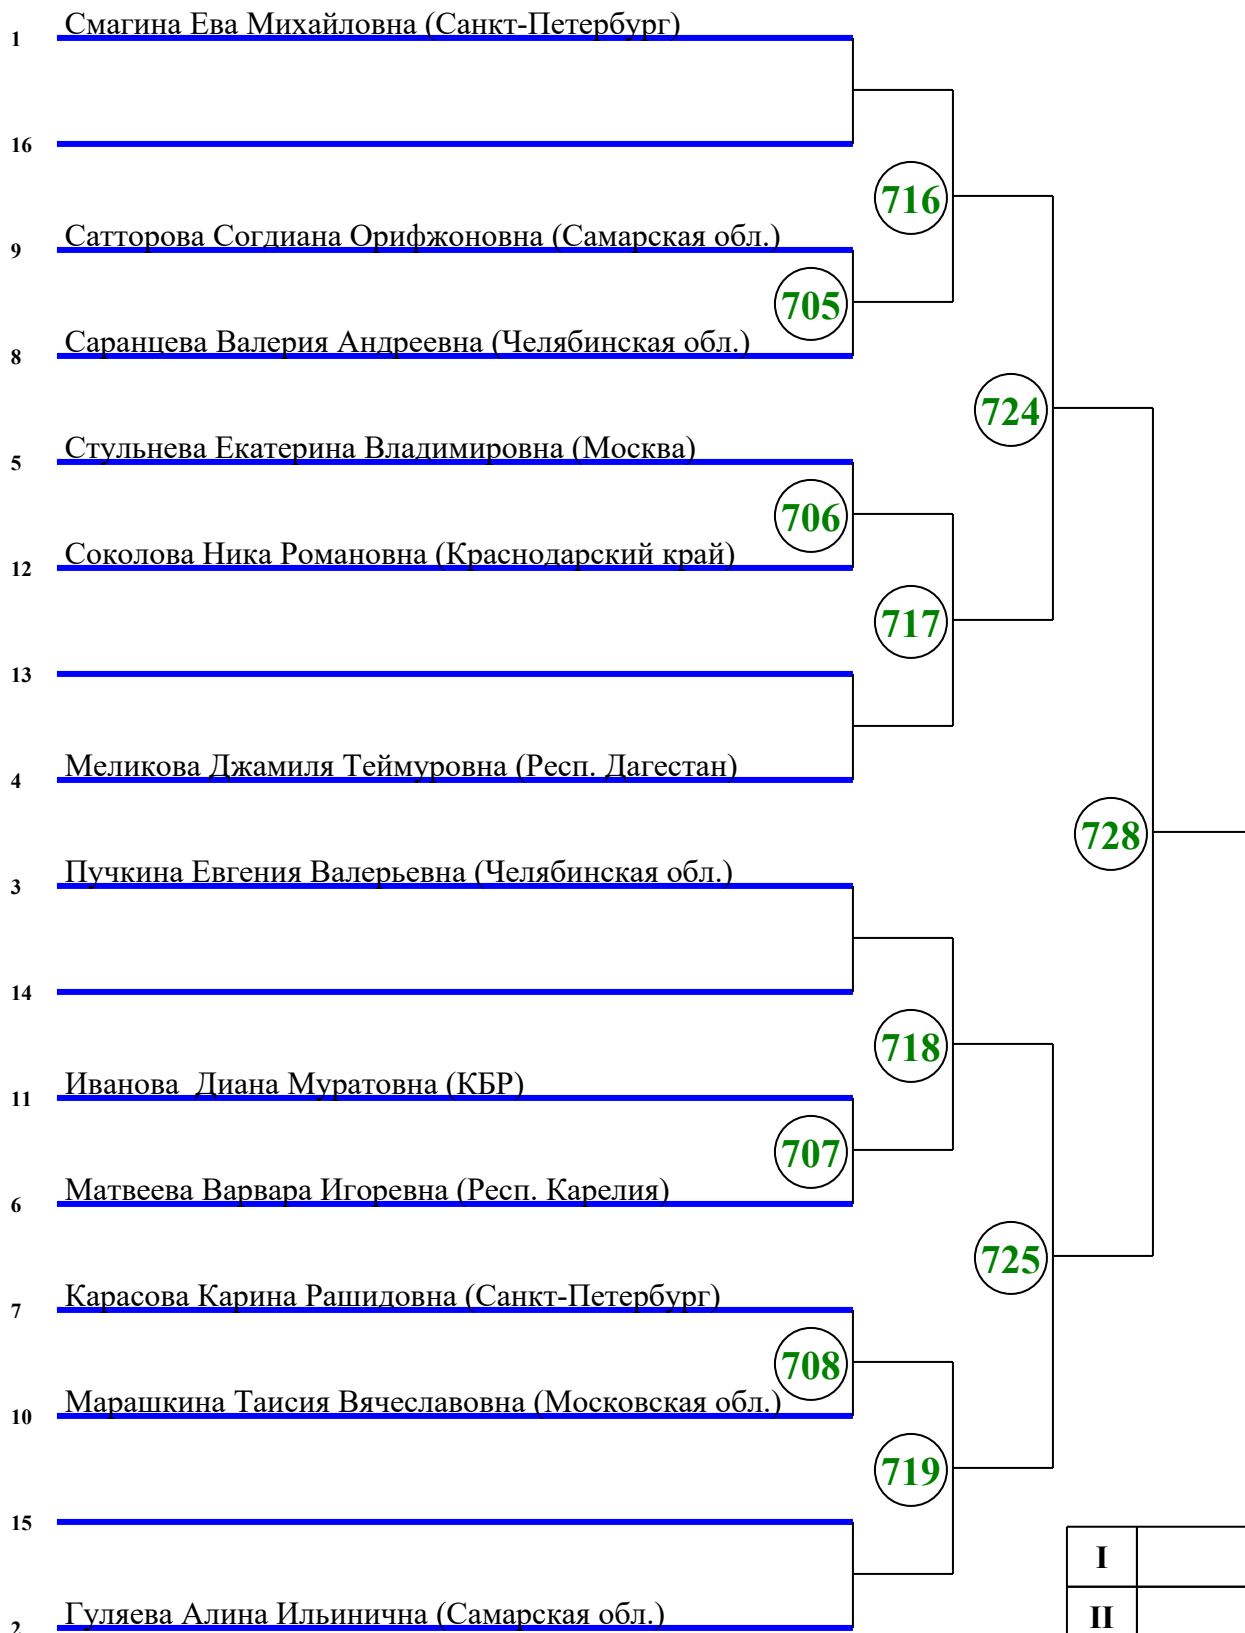 1 Смагина Ева Михайловна (Санкт-Петербург)
16
716
9 Сатторова Согдиана Орифжоновна (Самарская обл.)
705
8 Саранцева Валерия Андреевна (Челябинская обл.)
724
5 Стульнева Екатерина Владимировна (Москва)
706
12 Соколова Ника Романовна (Краснодарский край)
717
13
4 Меликова Джамиля Теймуровна (Респ. Дагестан)
728
3 Пучкина Евгения Валерьевна (Челябинская обл.)
14
718
11 Иванова  Диана Муратовна (КБР)
707
6 Матвеева Варвара Игоревна (Респ. Карелия)
725
7 Карасова Карина Рашидовна (Санкт-Петербург)
708
10 Марашкина Таисия Вячеславовна (Московская обл.)
719
15
I
2 Гуляева Алина Ильинична (Самарская обл.)
II